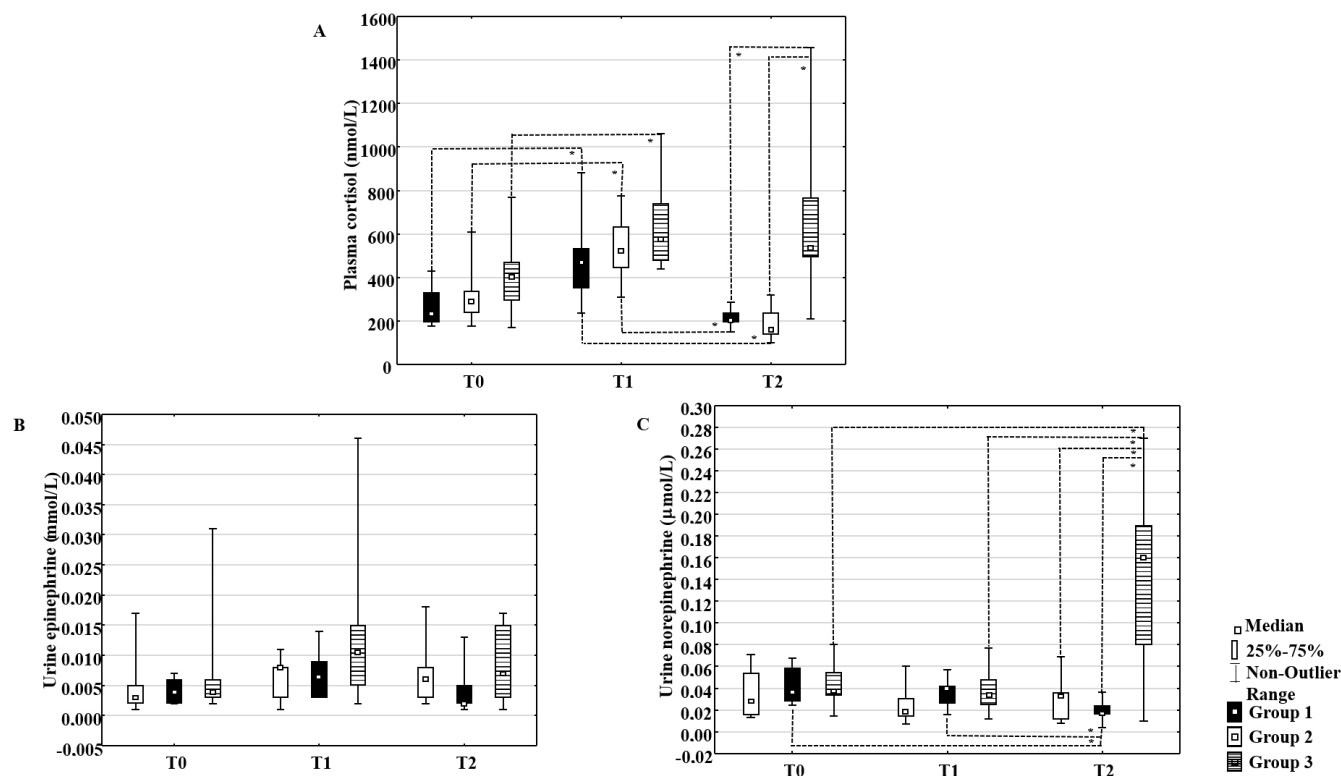 A
Plasma cortisol (nmol/L)
1600
1400
1200
1000
800
600
400
200
0
* * * * * * *
T0 T1 T2
B
Urine epinephrine (mmol/L)
0.050
0.045
0.040
0.035
0.030
0.025
0.020
0.015
0.010
0.005
0.000
-0.005
T0 T1 T2
C
Urine norepinephrine (µmol/L)
0.30
0.28
0.26
0.24
0.22
0.20
0.18
0.16
0.14
0.12
0.10
0.08
0.06
0.04
0.02
0.00
-0.02
*
*
*
*
*
*
T0 T1 T2
Median
25%-75%
Non-Outlier
Range
Group 1
Group 2
Group 3